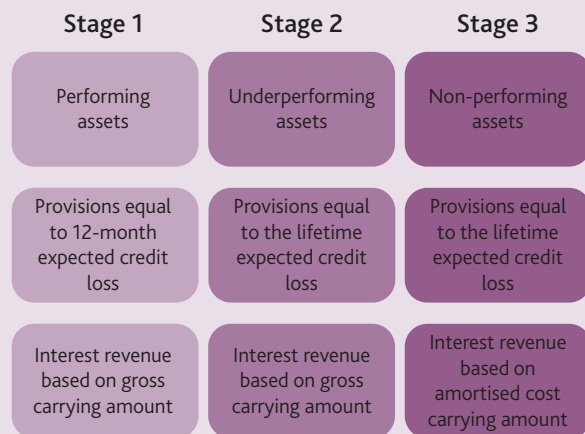 Stage 1
Stage 2
Stage 3
Performing
assets
Underperforming
assets
Non-performing
assets
Provisions equal
to 12-month
expected credit
loss
Provisions equal
to the lifetime
expected credit
loss
Provisions equal
to the lifetime
expected credit
loss
Interest revenue
based on gross
carrying amount
Interest revenue
based on gross
carrying amount
Interest revenue
based on
amortised cost
carrying amount